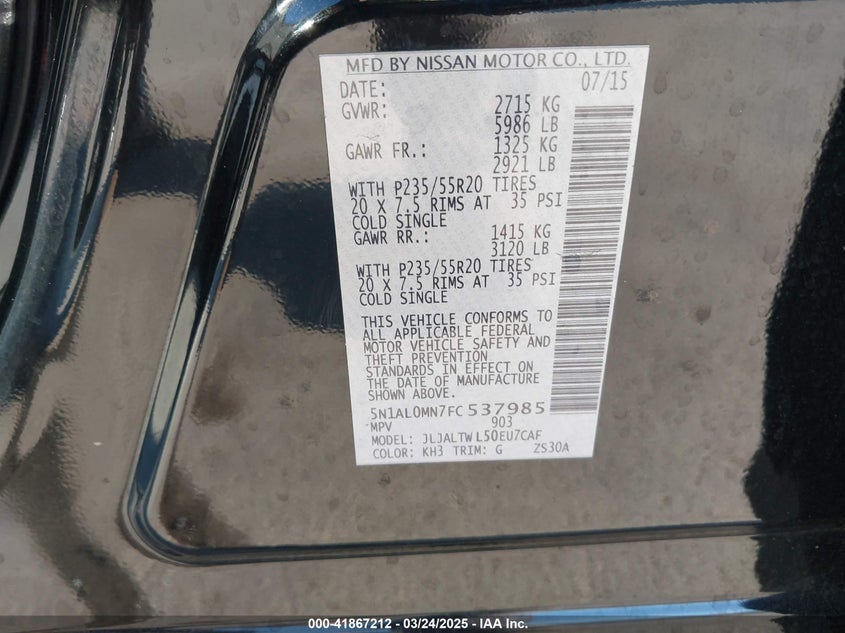 MFD BY NISSAN MOTOR CO., LTD.
DATE: 07/15
GVWR: 2715 KG
5986 LB
GAWR FR.: 1325 KG
2921 LB
WITH P235/55R20 TIRES
20 X 7.5 RIMS AT 35 PSI
COLD SINGLE
GAWR RR.: 1415 KG
3120 LB
WITH P235/55R20 TIRES
20 X 7.5 RIMS AT 35 PSI
COLD SINGLE
THIS VEHICLE CONFORMS TO
ALL APPLICABLE FEDERAL
MOTOR VEHICLE SAFETY AND
THEFT PREVENTION
STANDARDS IN EFFECT ON
THE DATE OF MANUFACTURE
SHOWN ABOVE.
5N1AL0MN7FC537985
MPV 903
MODEL: JLJALTWL50EU7CAF
COLOR: KH3 TRIM: G ZS30A
000-41867212 - 03/24/2025 - IAA Inc.